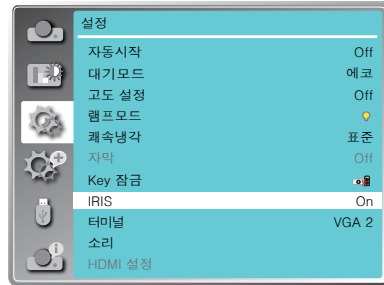 설정
자동시작 Off
대기모드 에코
고도 설정 Off
램프모드
쾌속냉각 표준
자막 Off
Key 잠금
IRIS On
터미널 VGA 2
소리
HDMI 설정